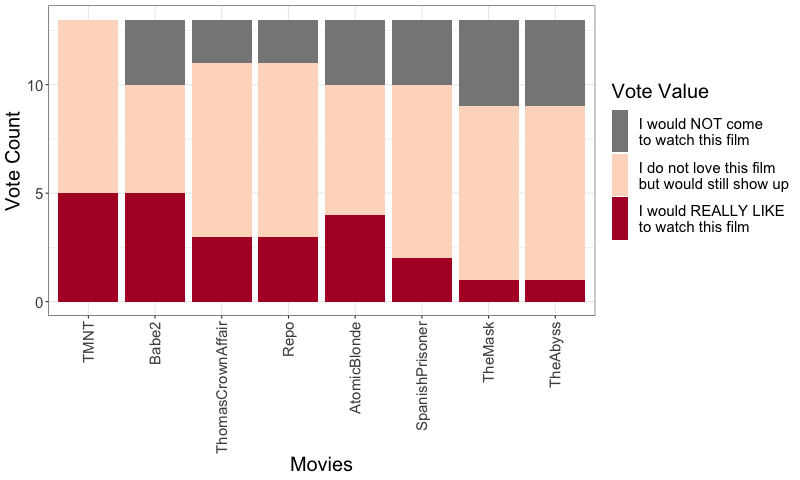 Vote Count
10
5
0
TMNT
Babe2
ThomasCrownAffair
Repo
AtomicBlonde
SpanishPrisoner
TheMask
TheAbyss
Movies
Vote Value
I would NOT come
to watch this film
I do not love this film
but would still show up
I would REALLY LIKE
to watch this film